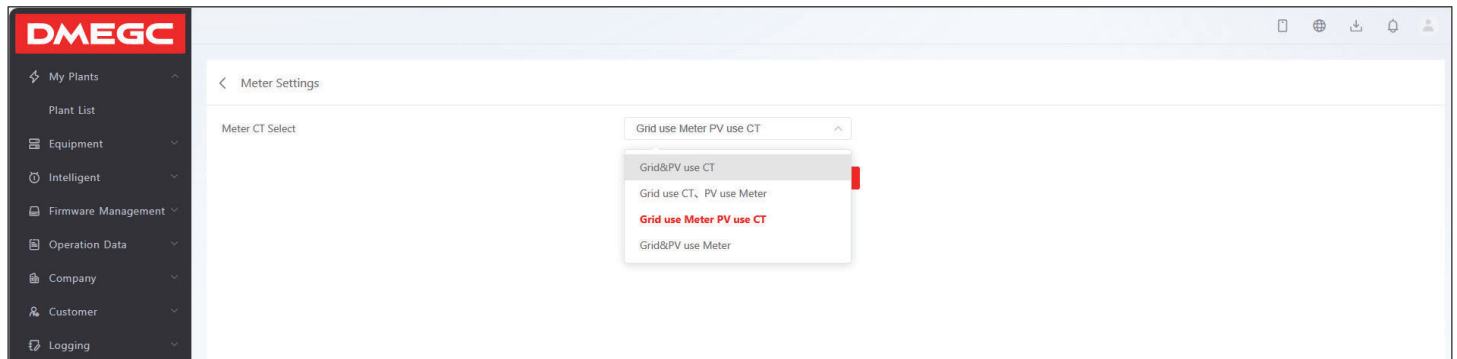 DMEGC
My Plants
Plant List
Equipment
Intelligent
Firmware Management
Operation Data
Company
Customer
Logging
Meter Settings
Meter CT Select
Grid use Meter PV use CT
Grid&PV use CT
Grid use CT、PV use Meter
Grid use Meter PV use CT
Grid&PV use Meter